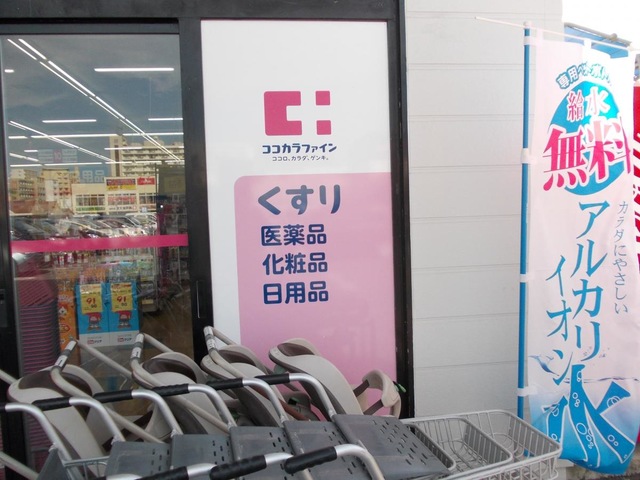 ココカラファイン
ココロ、カラダ、ゲンキ。
くすり
医薬品
化粧品
日用品
給水
無料
カラダにやさしい
アルカリ
イオン
水
91
91